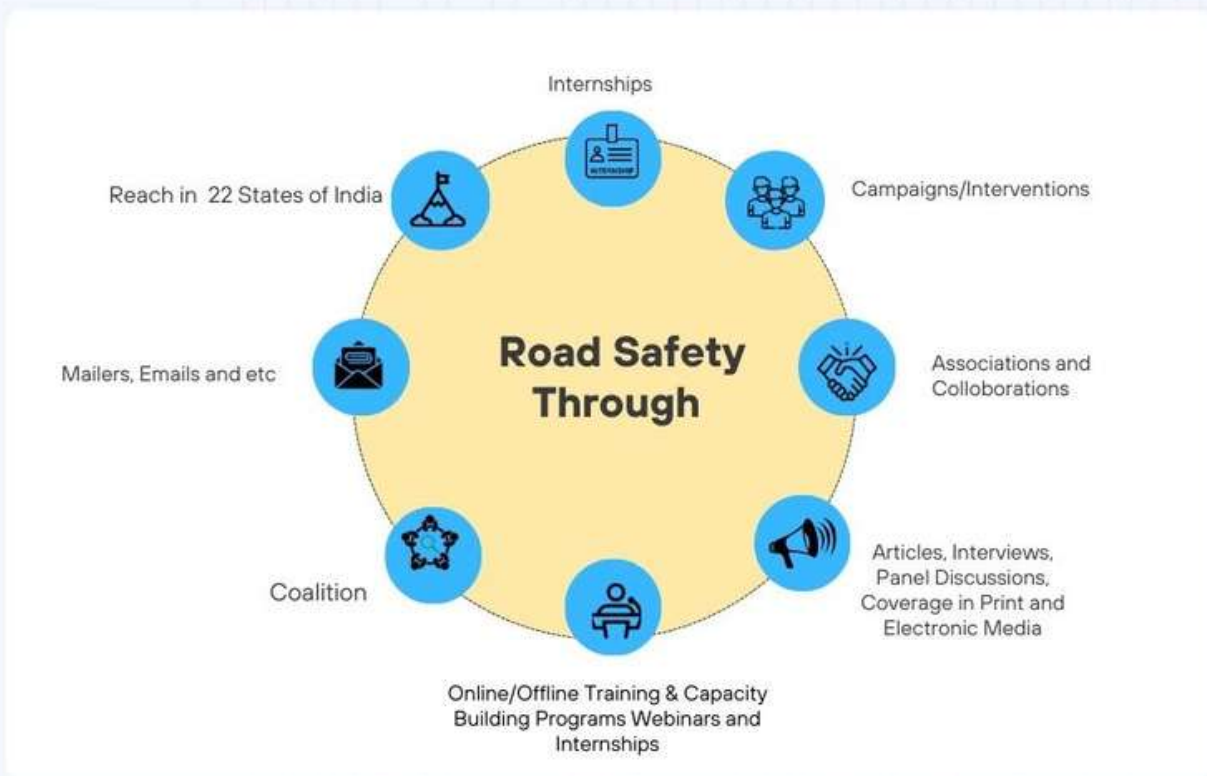 Internships
INTERNSHIP
Reach in 22 States of India
Campaigns/Interventions
Road Safety
Through
Mailers, Emails and etc
Associations and
Colloborations
Articles, Interviews,
Panel Discussions,
Coverage in Print and
Electronic Media
Coalition
Online/Offline Training & Capacity
Building Programs Webinars and
Internships